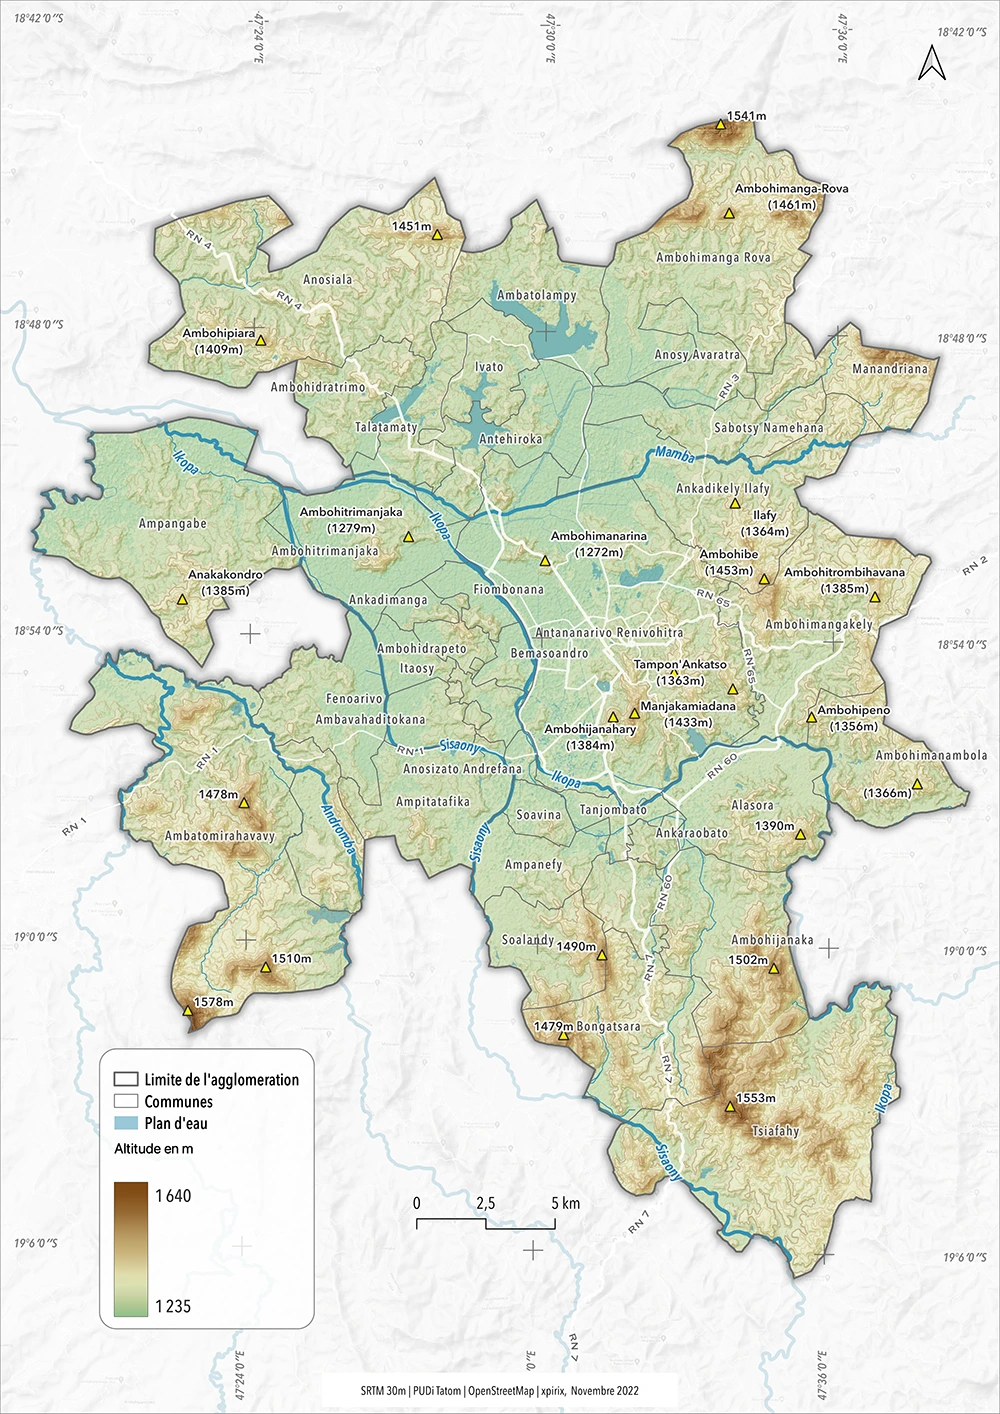 18°42′0″S
47°24′0″E
47°30′0″E
47°36′0″E
18°42′0″S
1541m
Ambohimanga-Rova
(1461m)
1451m
RN 4
Ambohimanga Rova
Anosiala
Ambatolampy
RN 4
18°48′0″S
Ambohipiara
(1409m)
18°48′0″S
Anosy Avaratra
Ivato
Manandriana
Ambohidratrimo
RN 3
Talatamaty
Antehiroka
Sabotsy Namehana
Ikopa
Mamba
Ankadikely Ilafy
Ilafy
(1364m)
Ambohitrimanjaka
(1279m)
Ikopa
Ampangabe
Ambohimanarina
(1272m)
Ambohitrimanjaka
Ambohibe
(1453m)
RN 2
Anakakondro
(1385m)
Ambohitrombihavana
(1385m)
Fiombonana
Ankadimanga
RN 65
18°54′0″S
Ambohimangakely
Antananarivo Renivohitra
18°54′0″S
Ambohidrapeto
Bemasoandro
Itaosy
Tampon'Ankatso
(1363m)
RN 65
Fenoarivo
Manjakamiadana
(1433m)
Ambohipeno
(1356m)
Ambavahaditokana
Ambohijanahary
(1384m)
RN 1
RN 1
Sisaony
Ambohimanambola
Anosizato Andrefana
RN 60
Ikopa
(1366m)
1478m
Ampitatafika
Soavina
Tanjombato
Alasora
RN 1
Andromba
Ambatomirahavavy
Sisaony
Ankaraobato
1390m
Ampanefy
RN 60
19°0′0″S
Soalandy
1490m
Ambohijanaka
1502m
19°0′0″S
1510m
RN 7
1578m
1479m
Bongatsara
RN 7
1553m
Ikopa
Tsiafahy
Sisaony
RN 7
Limite de l'agglomeration
Communes
Plan d'eau
Altitude en m
1 640
1 235
0
2,5
5 km
19°6′0″S
19°6′0″S
47°24′0″E
′0″E
RN 7
47°36′0″E
SRTM 30m | PUDi Tatom | OpenStreetMap | xpirix, Novembre 2022